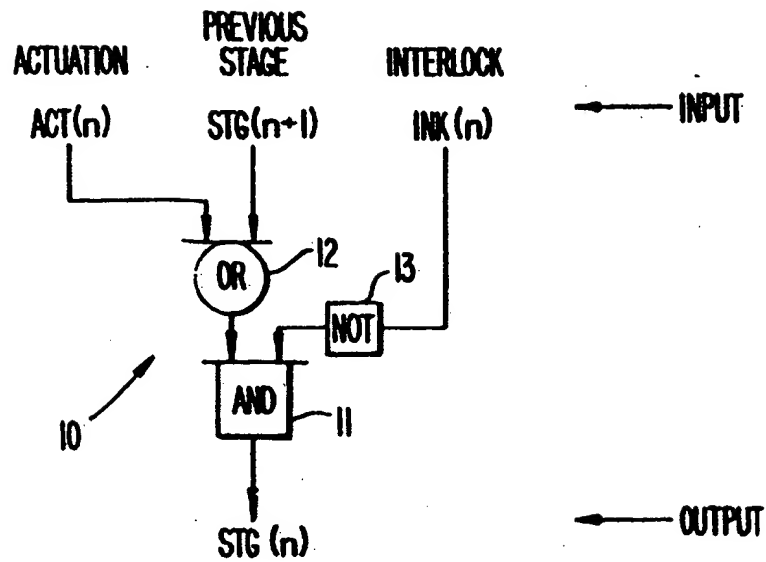 PREVIOUS
ACTUATION STAGE INTERLOCK
ACT(n) STG(n+1) INK(n) INPUT
OR 12
13
NOT
AND 11
10
STG(n) OUTPUT